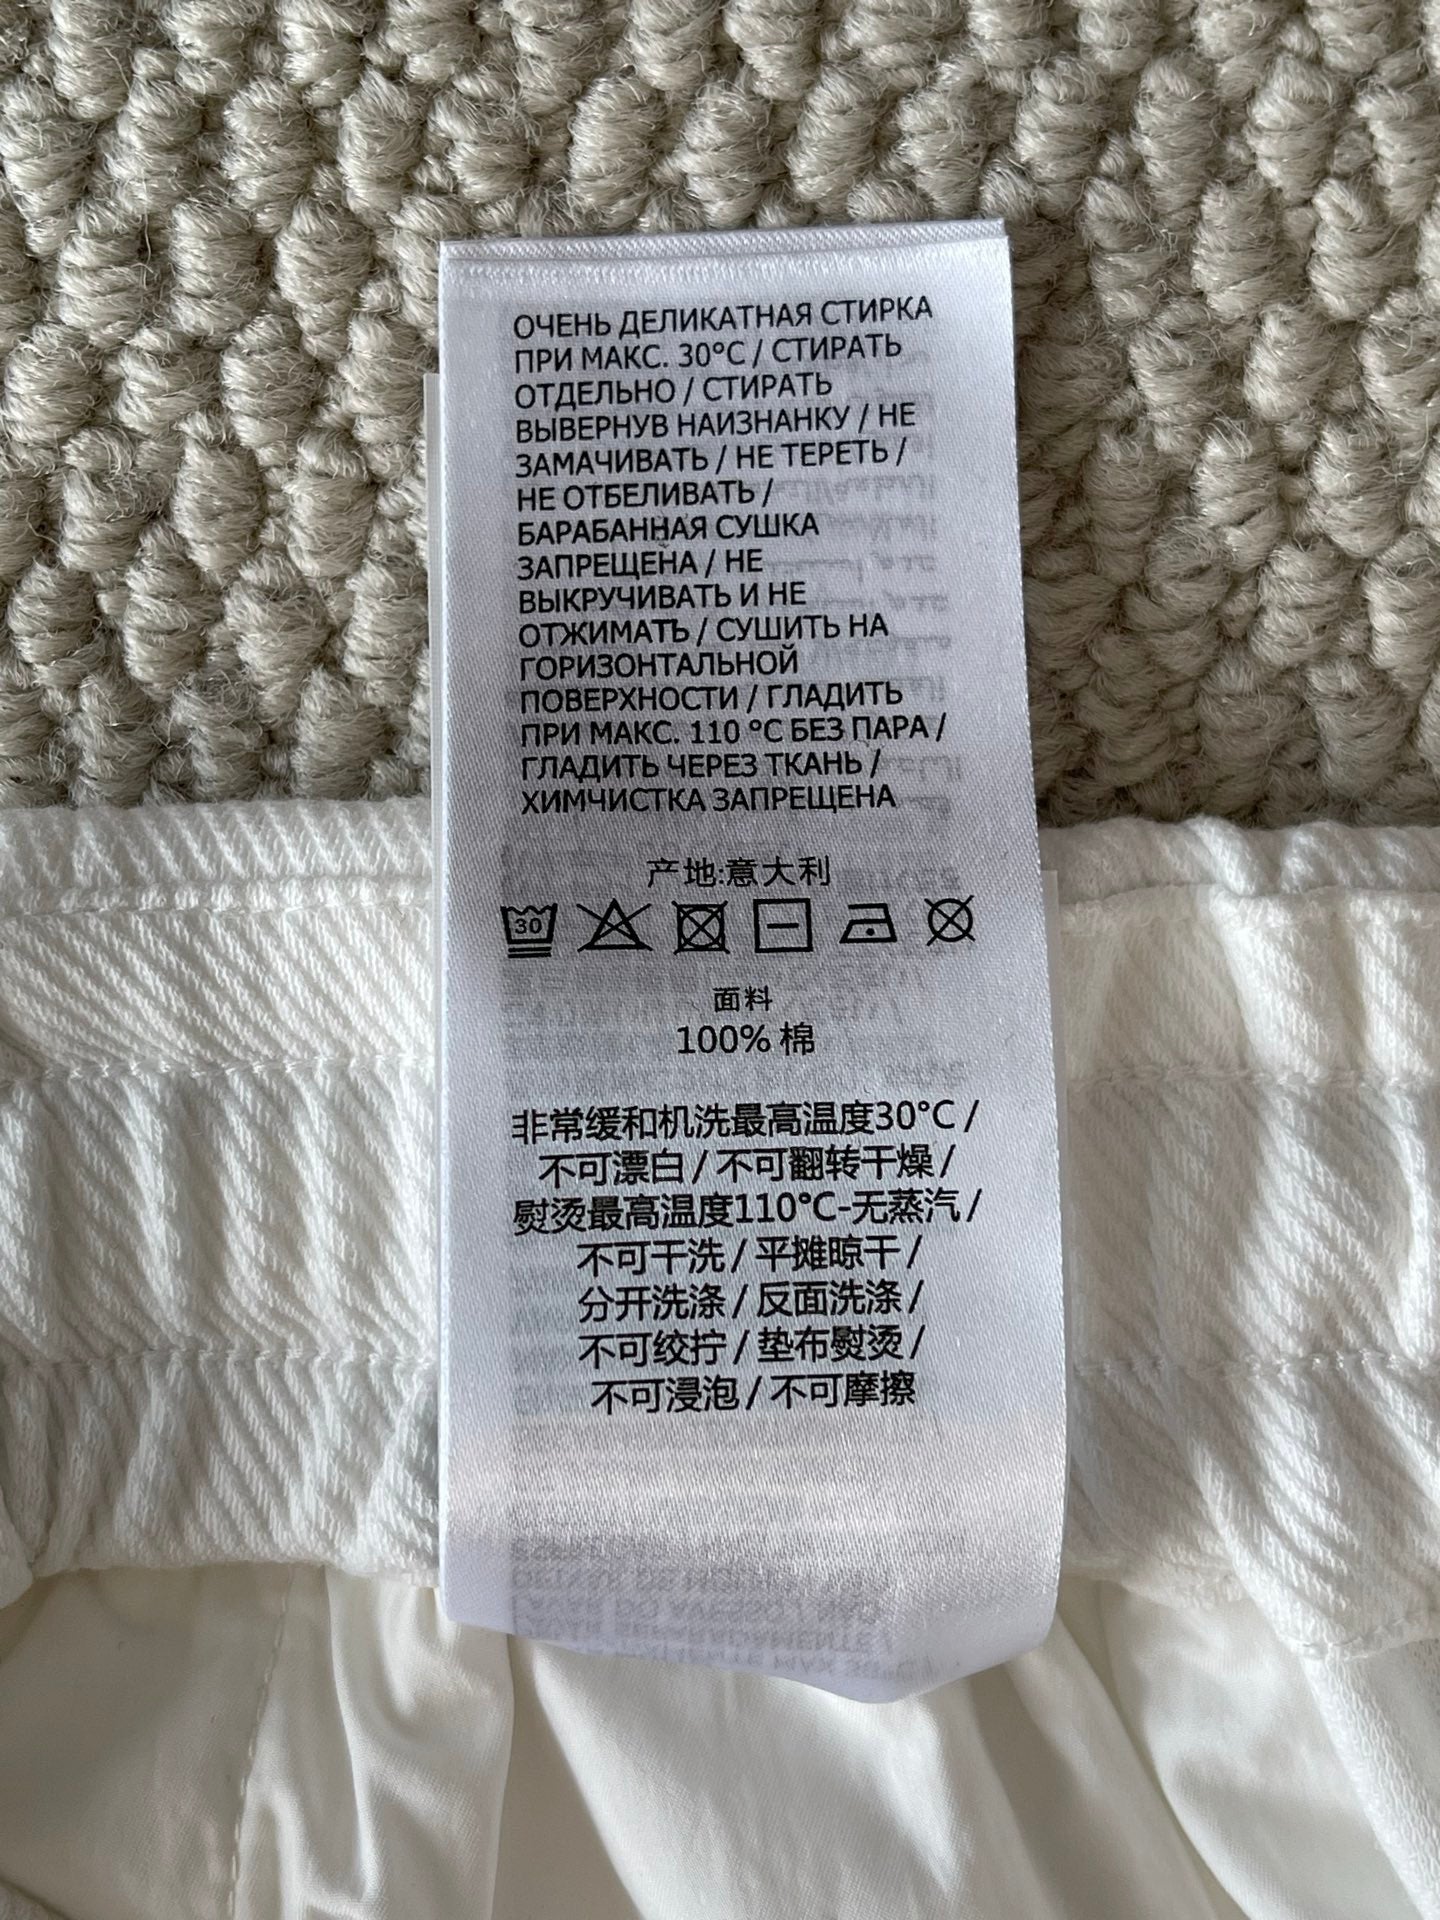 ОЧЕНЬ ДЕЛИКАТНАЯ СТИРКА
ПРИ МАКС. 30°C / СТИРАТЬ
ОТДЕЛЬНО / СТИРАТЬ
ВЫВЕРНУВ НАИЗНАНКУ / НЕ
ЗАМАЧИВАТЬ / НЕ ТЕРЕТЬ /
НЕ ОТБЕЛИВАТЬ /
БАРАБАННАЯ СУШКА
ЗАПРЕЩЕНА / НЕ
ВЫКРУЧИВАТЬ И НЕ
ОТЖИМАТЬ / СУШИТЬ НА
ГОРИЗОНТАЛЬНОЙ
ПОВЕРХНОСТИ / ГЛАДИТЬ
ПРИ МАКС. 110 °C БЕЗ ПАРА /
ГЛАДИТЬ ЧЕРЕЗ ТКАНЬ /
ХИМЧИСТКА ЗАПРЕЩЕНА
产地:意大利
30
面料
100% 棉
非常缓和机洗最高温度30°C /
不可漂白 / 不可翻转干燥 /
熨烫最高温度110°C-无蒸汽 /
不可干洗 / 平摊晾干 /
分开洗涤 / 反面洗涤 /
不可绞拧 / 垫布熨烫 /
不可浸泡 / 不可摩擦